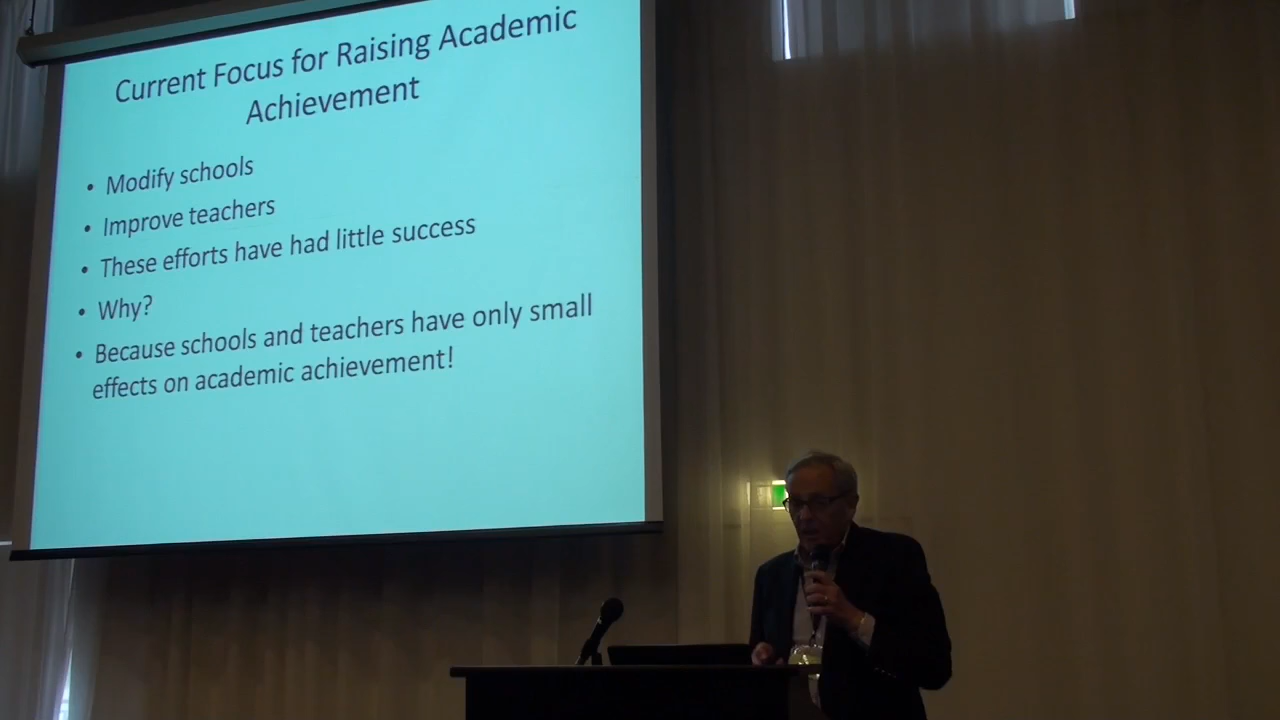 Current Focus for Raising Academic
Achievement
• Modify schools
• Improve teachers
• These efforts have had little success
• Why?
• Because schools and teachers have only small
effects on academic achievement!